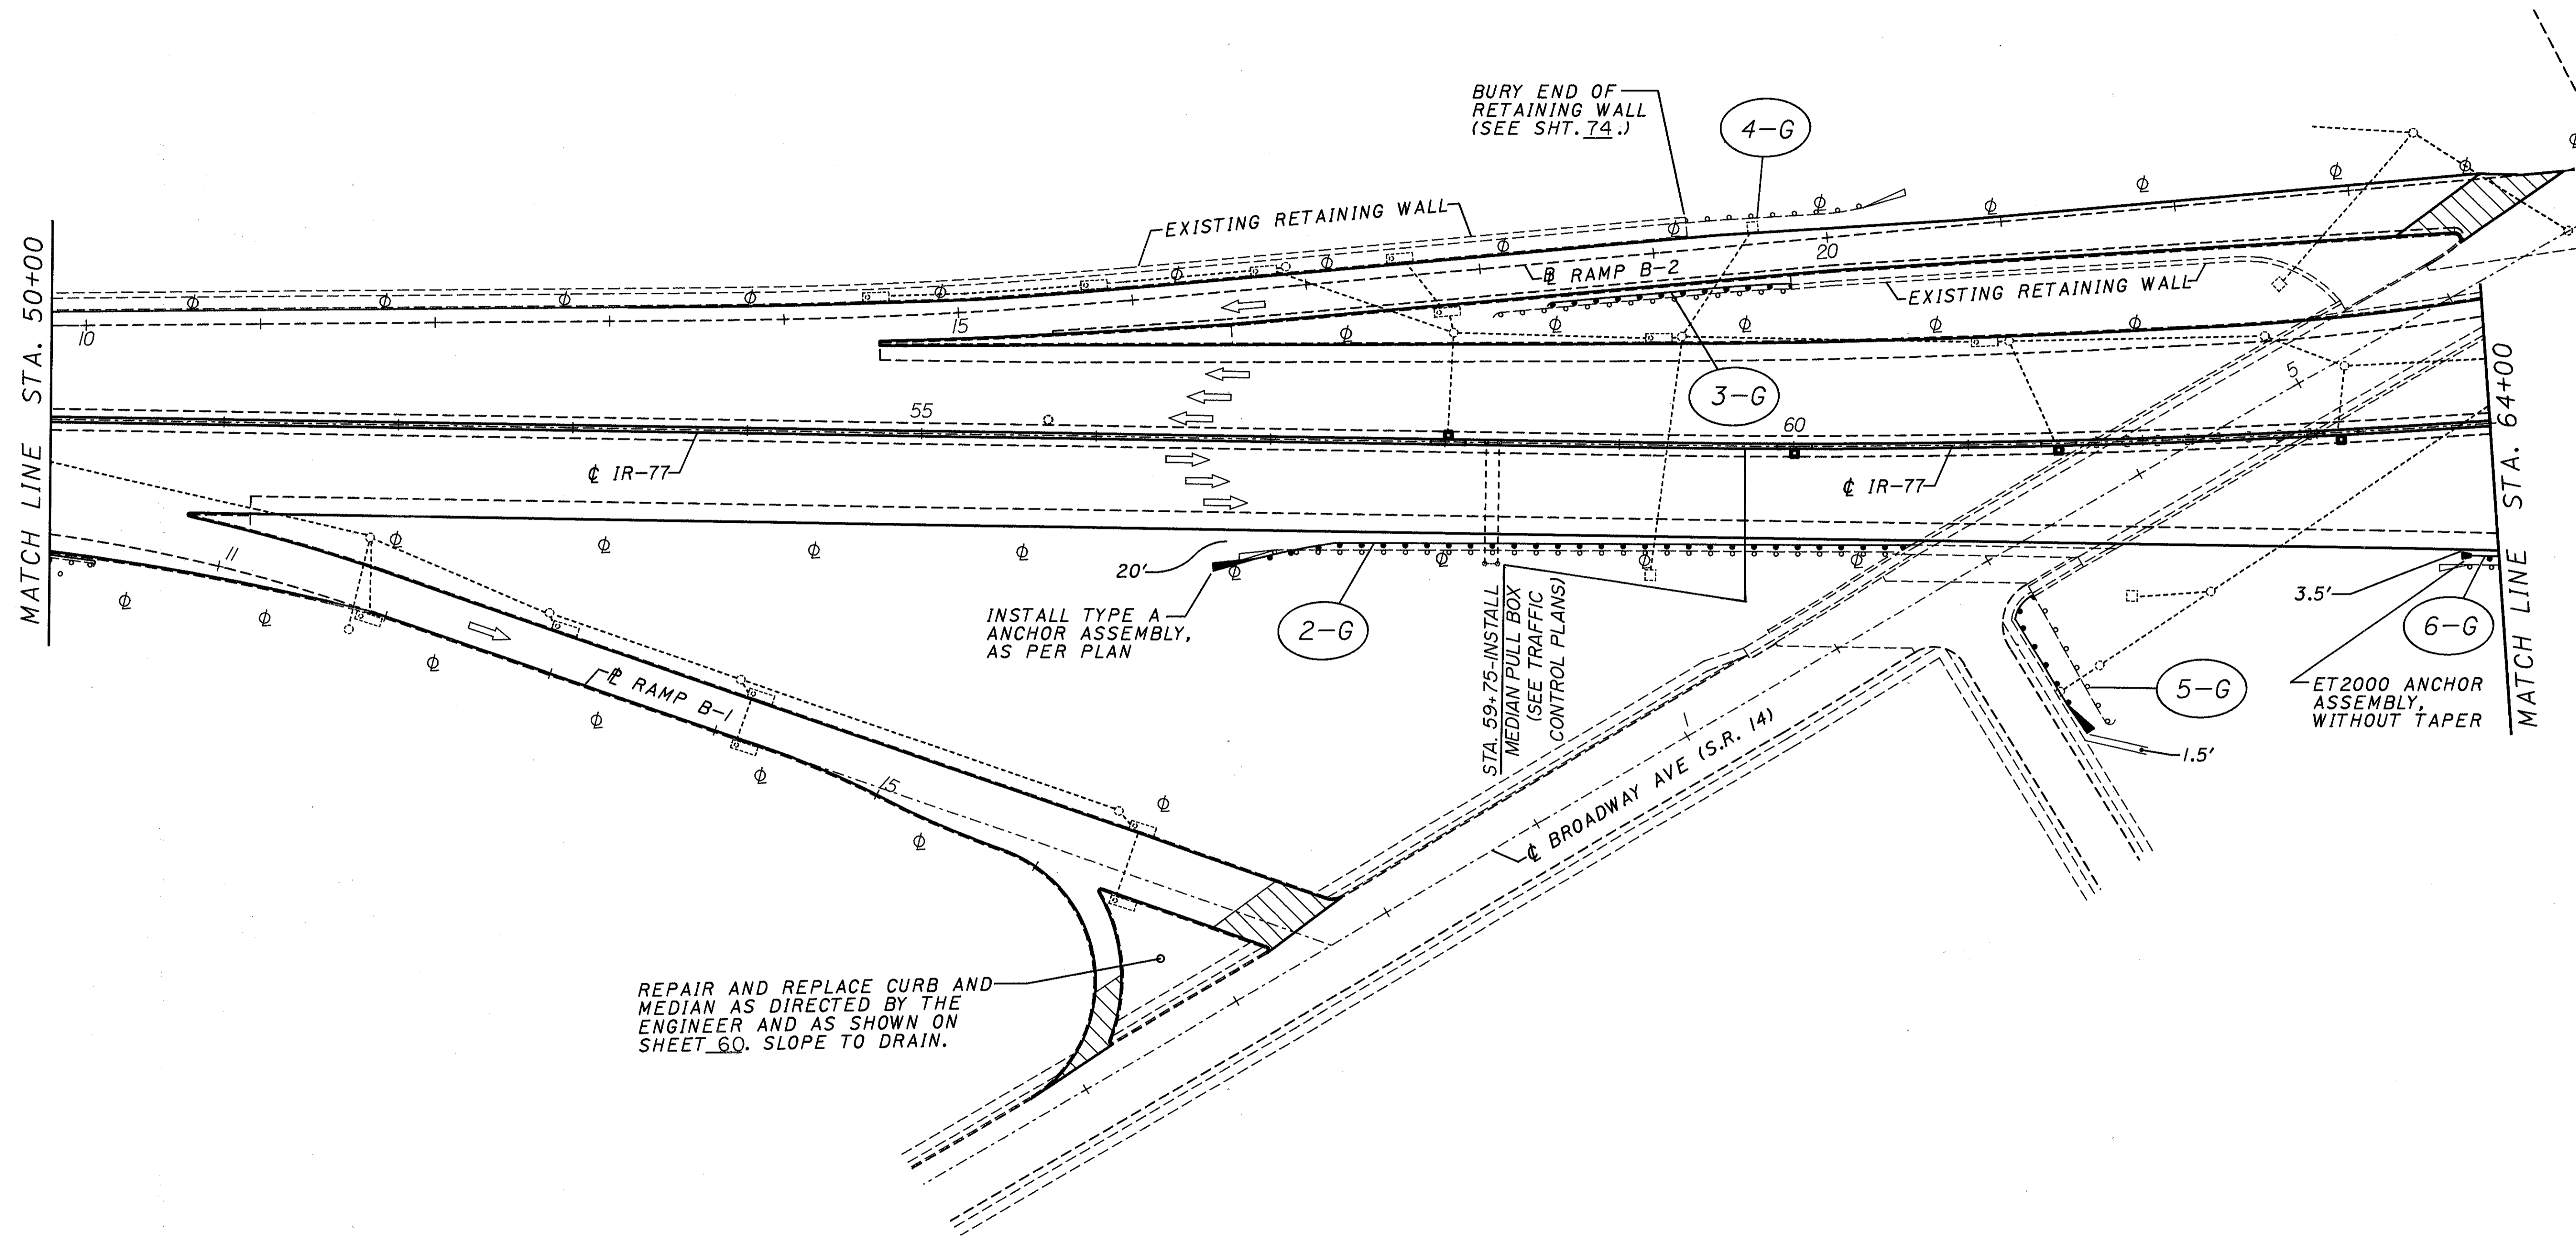 BURY END OF
RETAINING WALL
(SEE SHT. 74.)
4-G
EXISTING RETAINING WALL
20
℄ RAMP B-2
EXISTING RETAINING WALL
MATCH LINE STA. 50+00
10
15
3-G
5
55
60
℄ IR-77
℄ IR-77
MATCH LINE STA. 64+00
11
20'
INSTALL TYPE A
ANCHOR ASSEMBLY,
AS PER PLAN
2-G
STA. 59+75-INSTALL
MEDIAN PULL BOX
(SEE TRAFFIC
CONTROL PLANS)
3.5'
6-G
5-G
ET2000 ANCHOR
ASSEMBLY,
WITHOUT TAPER
1.5'
℄ RAMP B-1
15
1
℄ BROADWAY AVE (S.R. 14)
REPAIR AND REPLACE CURB AND
MEDIAN AS DIRECTED BY THE
ENGINEER AND AS SHOWN ON
SHEET 60. SLOPE TO DRAIN.